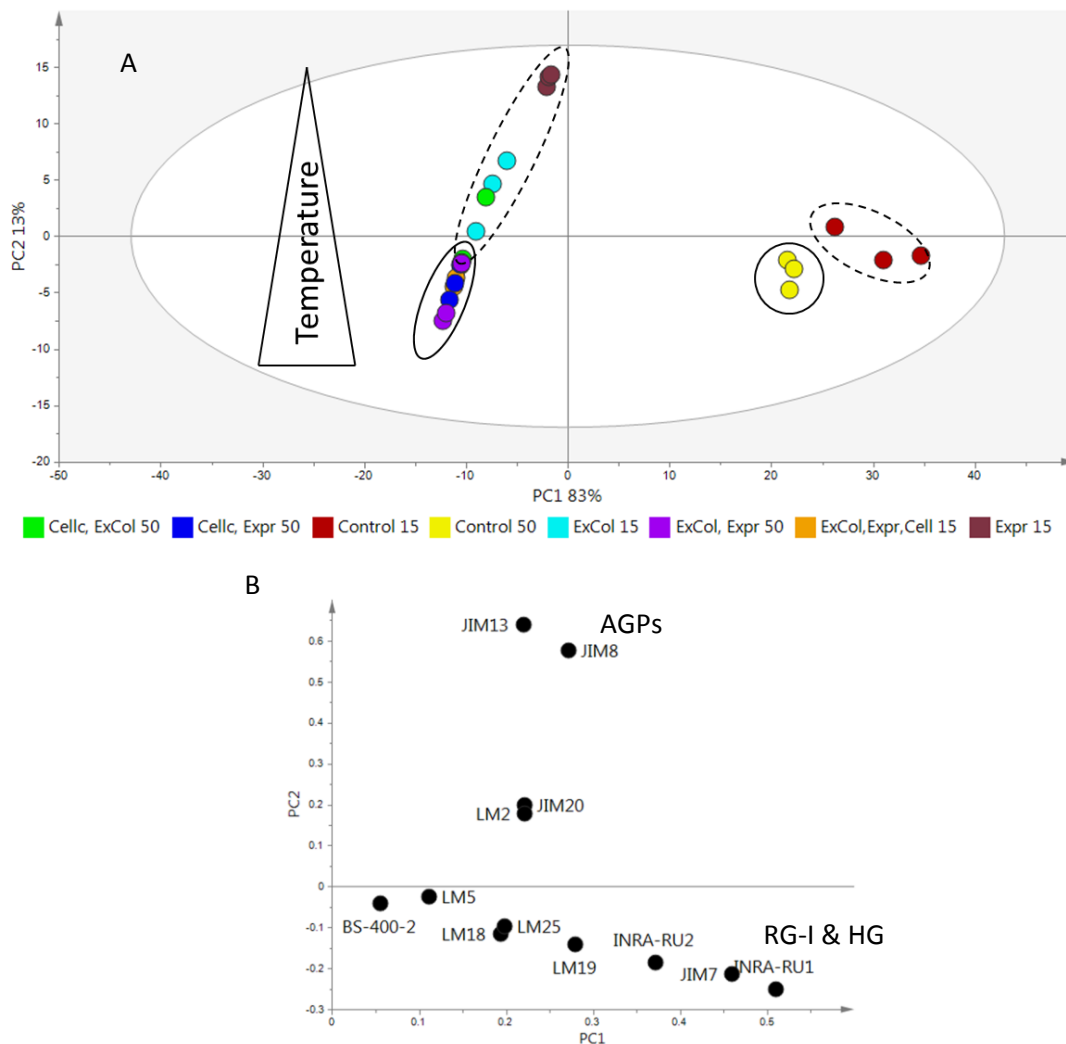 A
Temperature
PC2 13%
15
10
5
0
-5
-10
-15
-20
-50 -40 -30 -20 -10 0 10 20 30 40
PC1 83%
Cellc, ExCol 50 Cellc, Expr 50 Control 15 Control 50 ExCol 15 ExCol, Expr 50 ExCol,Expr,Cell 15 Expr 15
B
JIM13 AGPs
JIM8
JIM20
LM2
LM5
BS-400-2
LM25
LM18
LM19
RG-I & HG
INRA-RU2
JIM7 INRA-RU1
PC2
0.6
0.5
0.4
0.3
0.2
0.1
0
-0.1
-0.2
-0.3
0 0.1 0.2 0.3 0.4 0.5
PC1